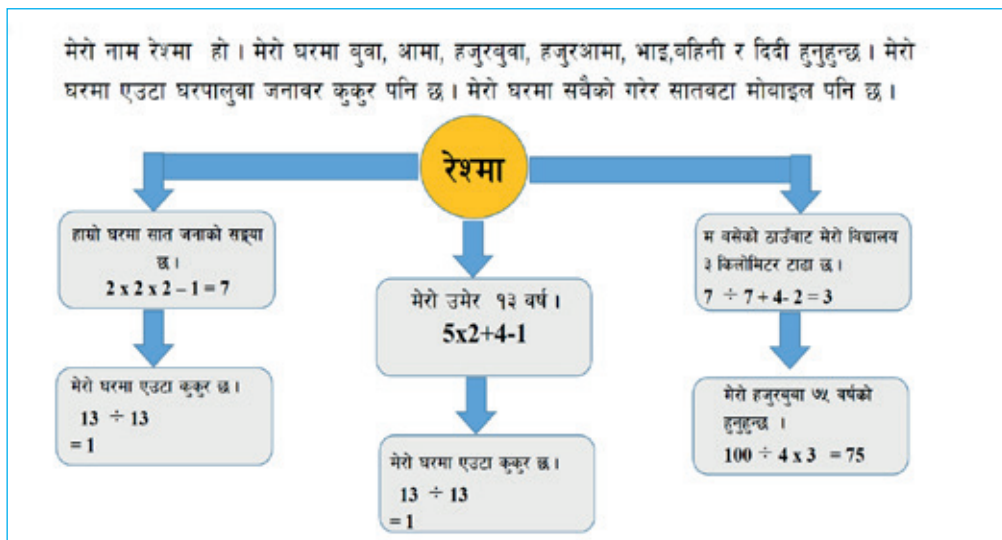 मेरो नाम रेश्मा हो । मेरो घरमा बुवा, आमा, हजुरबुवा, हजुरआमा, भाइ,बहिनी र दिदी हुनुहुन्छ । मेरो
घरमा एउटा घरपालुवा जनावर कुकुर पनि छ । मेरो घरमा सबैको गरेर सातवटा मोबाइल पनि छ ।
रेश्मा
हाम्रो घरमा सात जनाको सङ्ख्या
छ ।
2 x 2 x 2 – 1 = 7
मेरो घरमा एउटा कुकुर छ ।
13 ÷ 13
= 1
मेरो उमेर १३ वर्ष ।
5x2+4-1
मेरो घरमा एउटा कुकुर छ ।
13 ÷ 13
= 1
म बसेको ठाउँबाट मेरो विद्यालय
३ किलोमिटर टाढा छ ।
7 ÷ 7 + 4- 2 = 3
मेरो हजुरबुबा ७५ वर्षको
हुनुहुन्छ ।
100 ÷ 4 x 3 = 75